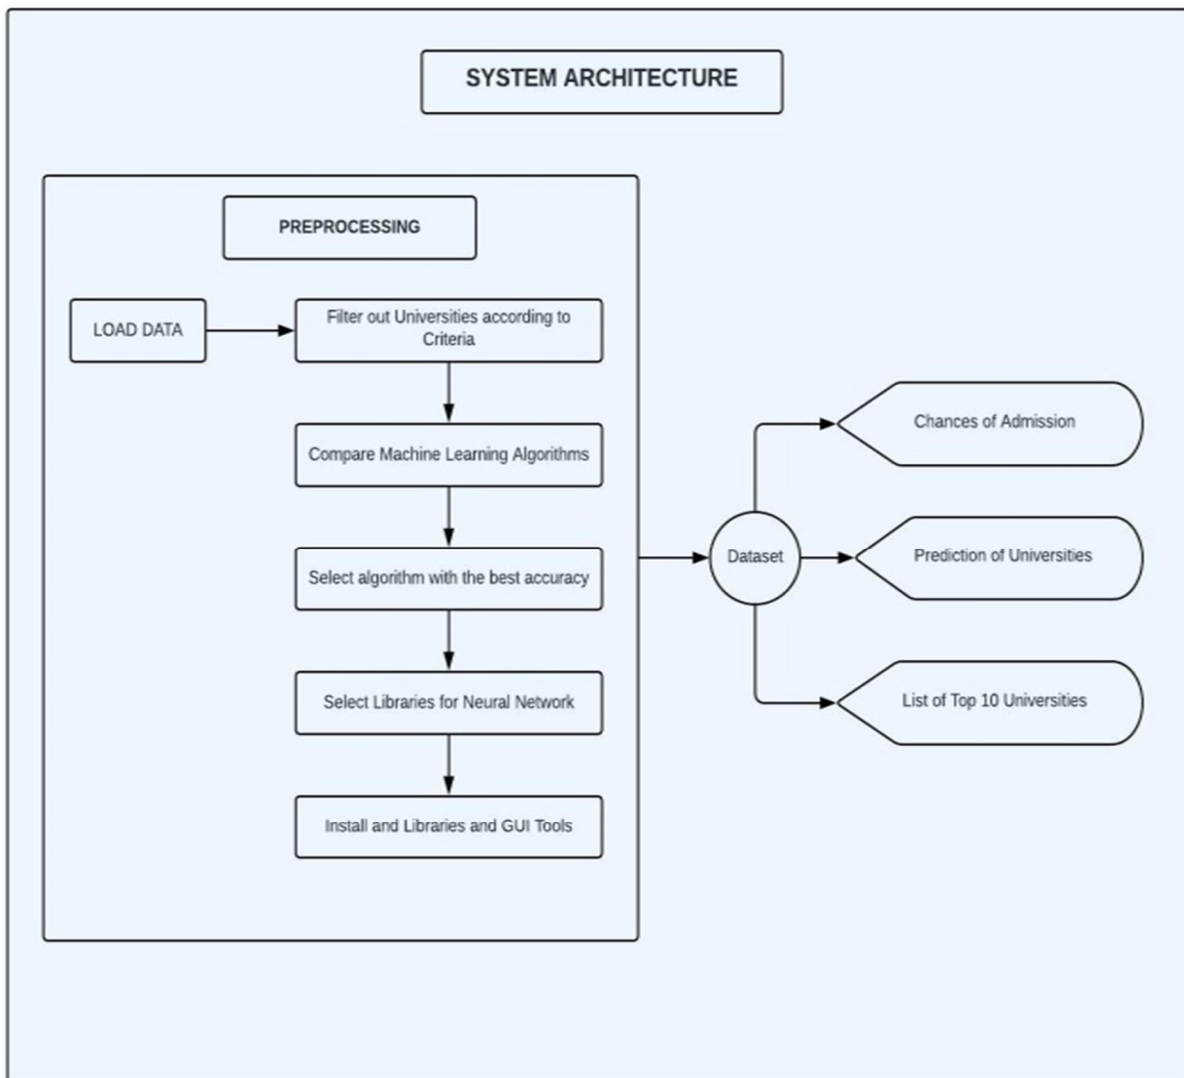 SYSTEM ARCHITECTURE
PREPROCESSING
LOAD DATA
Filter out Universities according to
Criteria
Compare Machine Learning Algorithms
Select algorithm with the best accuracy
Select Libraries for Neural Network
Install and Libraries and GUI Tools
Dataset
Chances of Admission
Prediction of Universities
List of Top 10 Universities